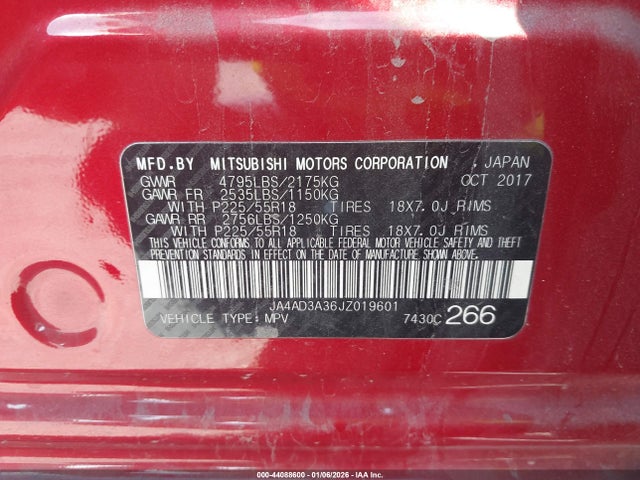 MFD.BY MITSUBISHI MOTORS CORPORATION , JAPAN
GVWR 4795LBS/2175KG OCT 2017
GAWR FR 2535LBS/1150KG
WITH P225/55R18 TIRES 18X7.0J RIMS
GAWR RR 2756LBS/1250KG
WITH P225/55R18 TIRES 18X7.0J RIMS
THIS VEHICLE CONFORMS TO ALL APPLICABLE FEDERAL MOTOR VEHICLE SAFETY AND THEFT
PREVENTION STANDARDS IN EFFECT ON THE DATE OF MANUFACTURE SHOWN ABOVE.
JA4AD3A36JZ019601
VEHICLE TYPE: MPV 7430C 266
000-44088600 - 01/06/2026 - IAA Inc.